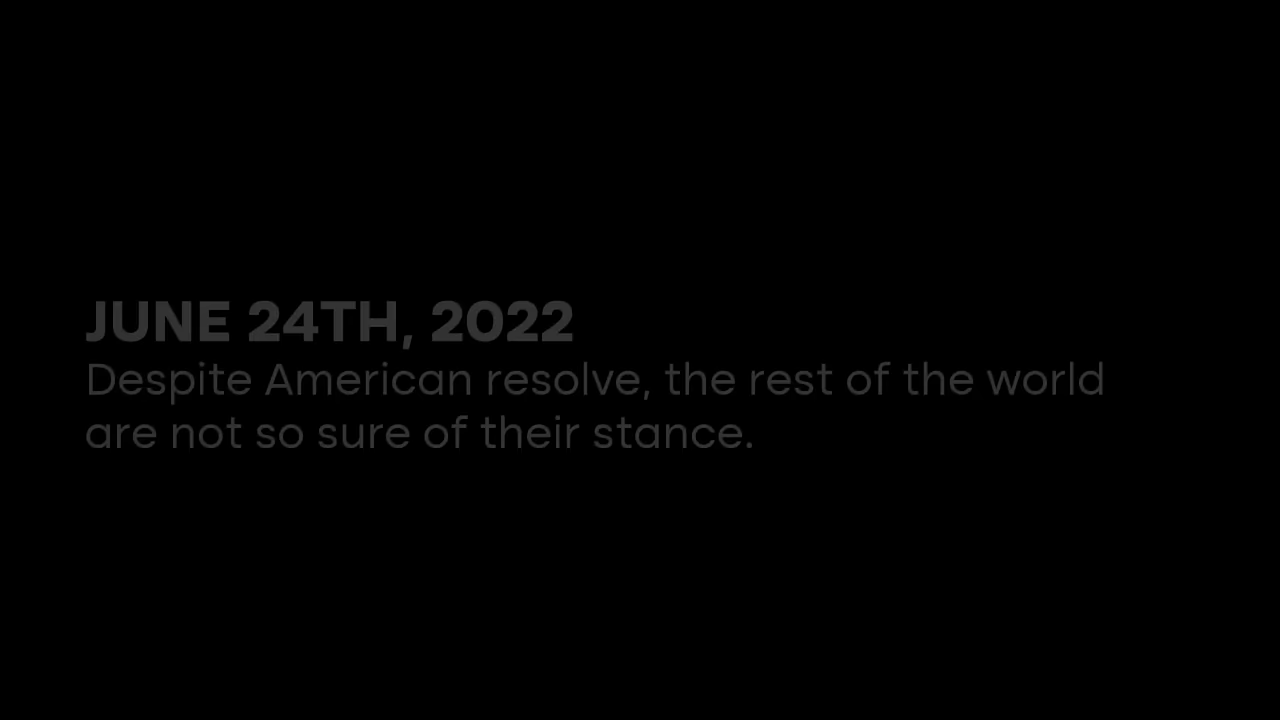 JUNE 24TH, 2022
Despite American resolve, the rest of the world
are not so sure of their stance.